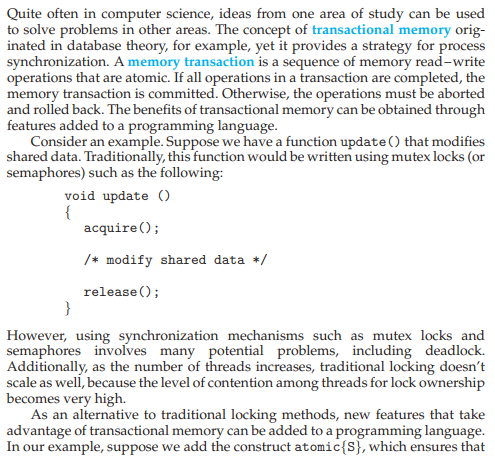 Quite often in computer science, ideas from one area of study can be used
to solve problems in other areas. The concept of transactional memory orig-
inated in database theory, for example, yet it provides a strategy for process
synchronization. A memory transaction is a sequence of memory read–write
operations that are atomic. If all operations in a transaction are completed, the
memory transaction is committed. Otherwise, the operations must be aborted
and rolled back. The benefits of transactional memory can be obtained through
features added to a programming language.
Consider an example. Suppose we have a function update() that modifies
shared data. Traditionally, this function would be written using mutex locks (or
semaphores) such as the following:
void update ()
{
acquire();
/* modify shared data */
release();
}
However, using synchronization mechanisms such as mutex locks and
semaphores involves many potential problems, including deadlock.
Additionally, as the number of threads increases, traditional locking doesn't
scale as well, because the level of contention among threads for lock ownership
becomes very high.
As an alternative to traditional locking methods, new features that take
advantage of transactional memory can be added to a programming language.
In our example, suppose we add the construct atomic{S}, which ensures that